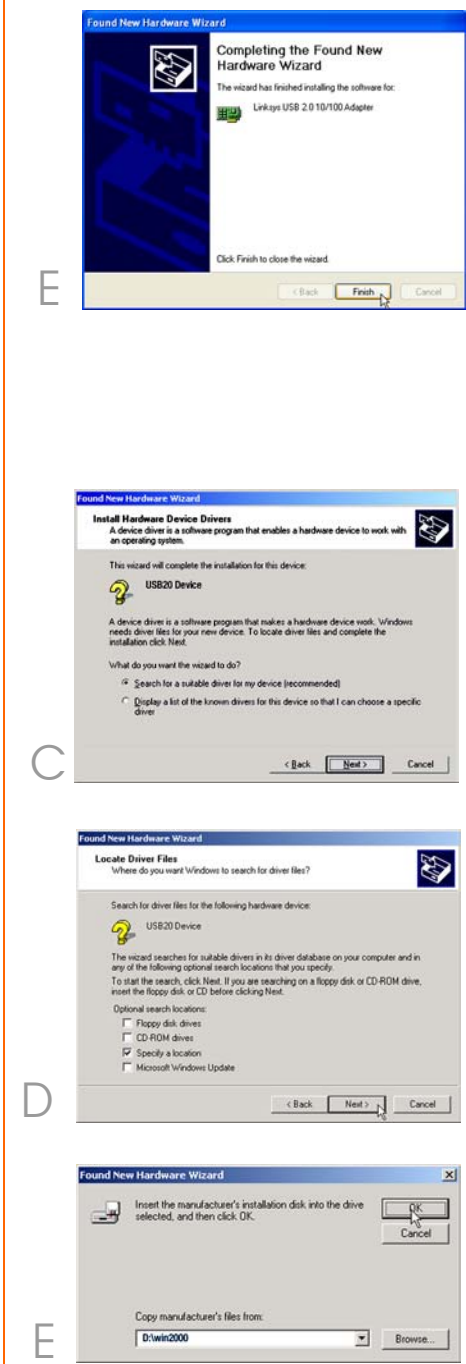 Found New Hardware Wizard
Completing the Found New
Hardware Wizard
The wizard has finished installing the software for:
Linksys USB 2.0 10/100 Adapter
Click Finish to close the wizard.
< Back Finish Cancel
E
Found New Hardware Wizard
Install Hardware Device Drivers
A device driver is a software program that enables a hardware device to work with
an operating system.
This wizard will complete the installation for this device:
USB20 Device
A device driver is a software program that makes a hardware device work. Windows
needs driver files for your new device. To locate driver files and complete the
installation click Next.
What do you want the wizard to do?
Search for a suitable driver for my device (recommended)
Display a list of the known drivers for this device so that I can choose a specific
driver
< Back Next > Cancel
C
Found New Hardware Wizard
Locate Driver Files
Where do you want Windows to search for driver files?
Search for driver files for the following hardware device:
USB20 Device
The wizard searches for suitable drivers in its driver database on your computer and in
any of the following optional search locations that you specify.
To start the search, click Next. If you are searching on a floppy disk or CD-ROM drive,
insert the floppy disk or CD before clicking Next.
Optional search locations:
Floppy disk drives
CD-ROM drives
Specify a location
Microsoft Windows Update
< Back Next > Cancel
D
Found New Hardware Wizard
Insert the manufacturer's installation disk into the drive
selected, and then click OK.
OK
Cancel
Copy manufacturer's files from:
D:\win2000 Browse...
E